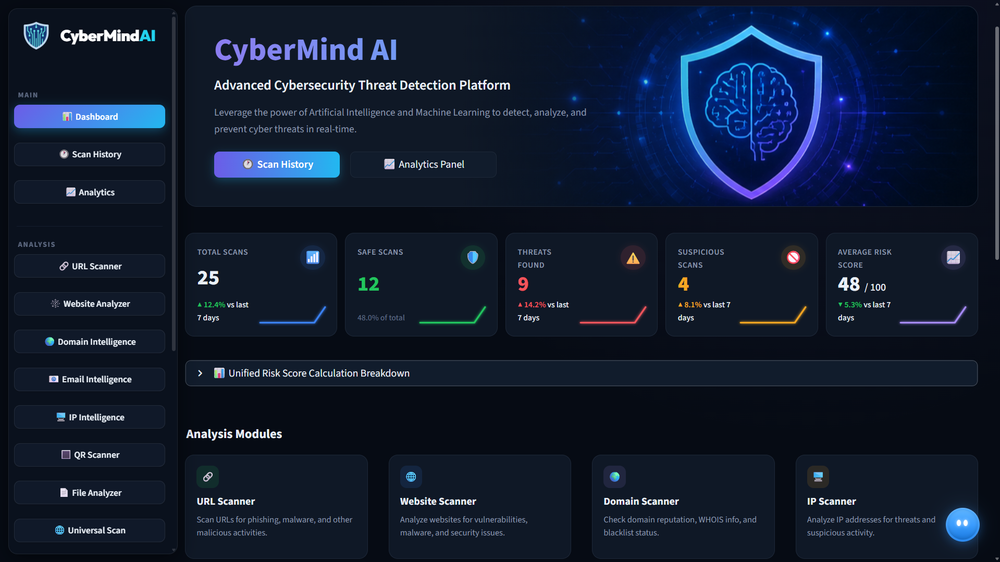 CyberMindAI
MAIN
Dashboard
Scan History
Analytics
ANALYSIS
URL Scanner
Website Analyzer
Domain Intelligence
Email Intelligence
IP Intelligence
QR Scanner
File Analyzer
Universal Scan
CyberMind AI
Advanced Cybersecurity Threat Detection Platform
Leverage the power of Artificial Intelligence and Machine Learning to detect, analyze, and
prevent cyber threats in real-time.
Scan History
Analytics Panel
TOTAL SCANS
25
▲ 12.4% vs last
7 days
SAFE SCANS
12
48.0% of total
THREATS
FOUND
9
▲ 14.2% vs last
7 days
SUSPICIOUS
SCANS
4
▲ 8.1% vs last 7
days
AVERAGE RISK
SCORE
48 / 100
▼ 5.3% vs last 7
days
Unified Risk Score Calculation Breakdown
Analysis Modules
URL Scanner
Scan URLs for phishing, malware, and other
malicious activities.
Website Scanner
Analyze websites for vulnerabilities,
malware, and security issues.
Domain Scanner
Check domain reputation, WHOIS info, and
blacklist status.
IP Scanner
Analyze IP addresses for threats and
suspicious activity.